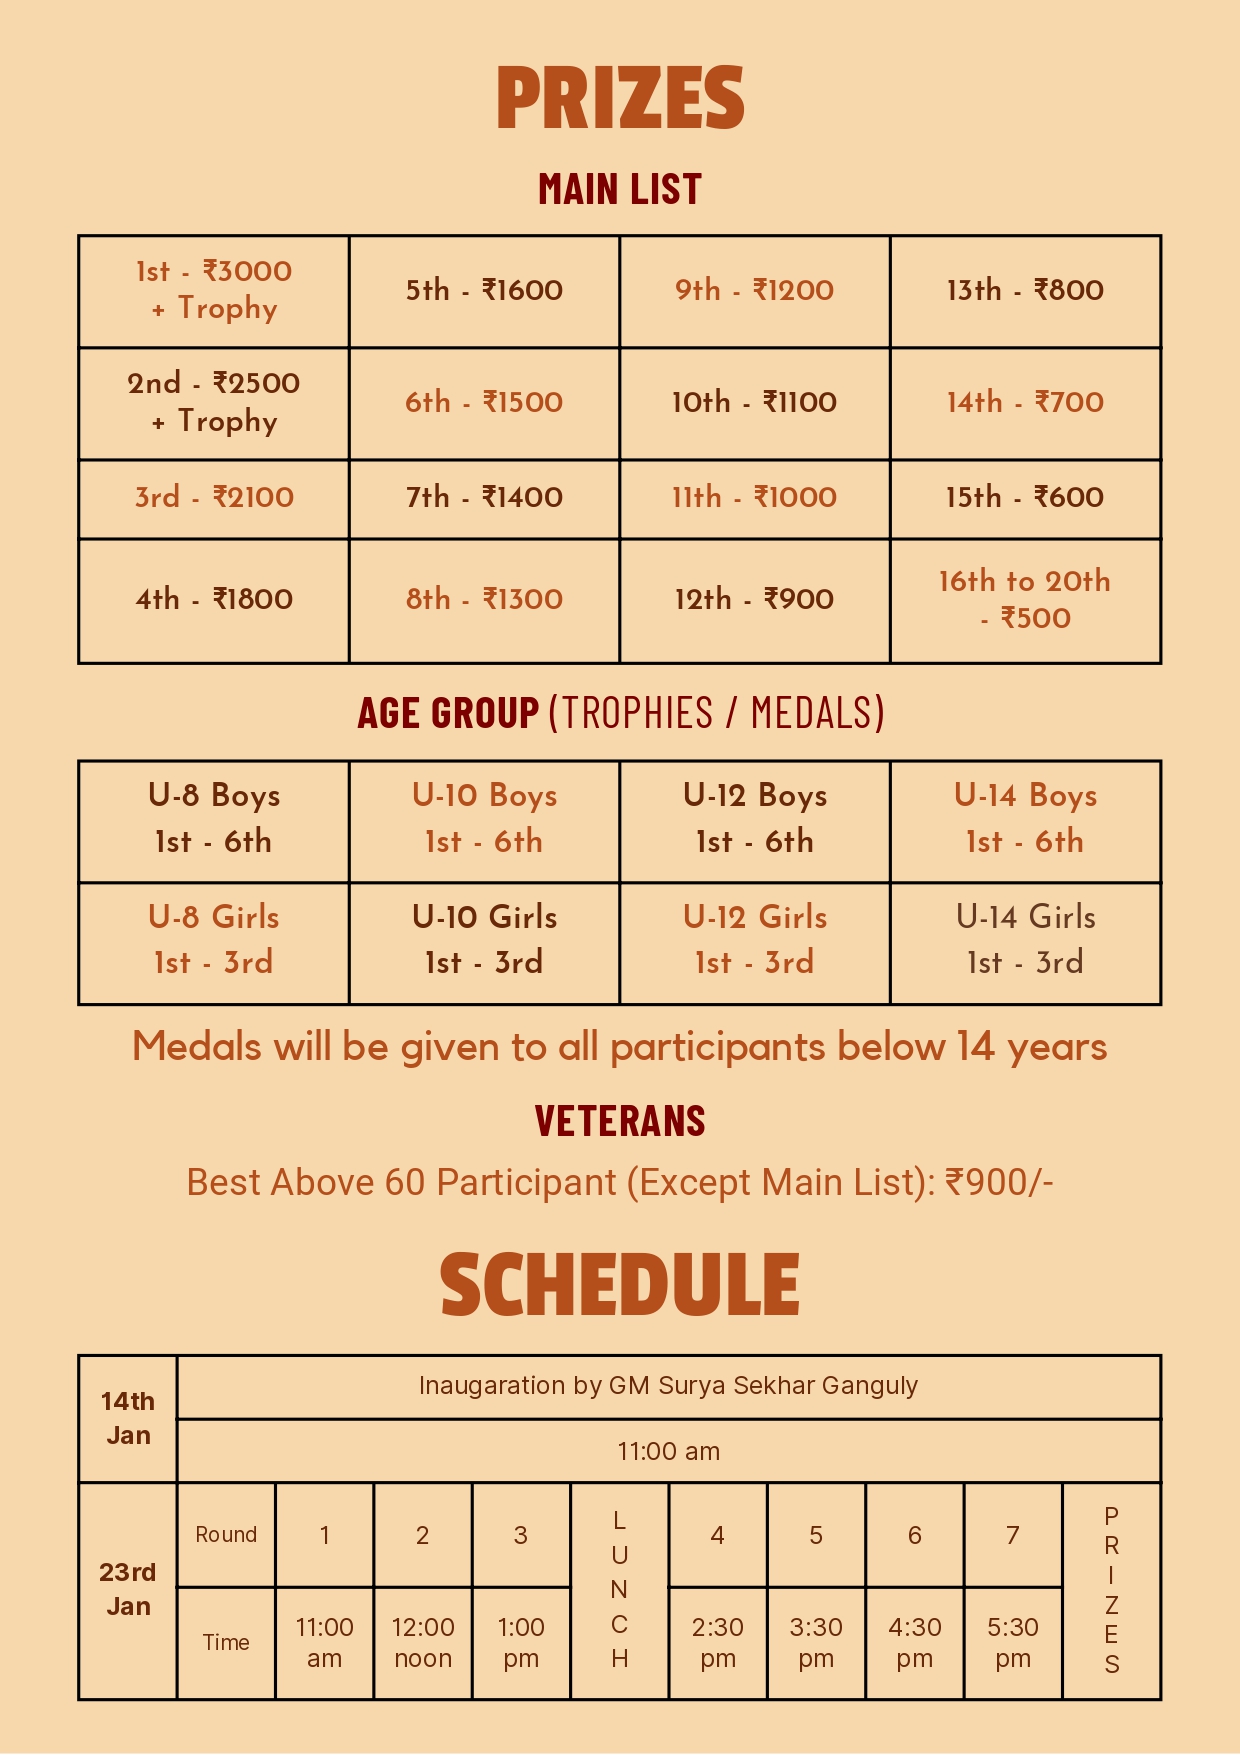 PRIZES
MAIN LIST
1st - ₹3000
+ Trophy
5th - ₹1600
9th - ₹1200
13th - ₹800
2nd - ₹2500
+ Trophy
6th - ₹1500
10th - ₹1100
14th - ₹700
3rd - ₹2100
7th - ₹1400
11th - ₹1000
15th - ₹600
4th - ₹1800
8th - ₹1300
12th - ₹900
16th to 20th
- ₹500
AGE GROUP (TROPHIES / MEDALS)
U-8 Boys
1st - 6th
U-10 Boys
1st - 6th
U-12 Boys
1st - 6th
U-14 Boys
1st - 6th
U-8 Girls
1st - 3rd
U-10 Girls
1st - 3rd
U-12 Girls
1st - 3rd
U-14 Girls
1st - 3rd
Medals will be given to all participants below 14 years
VETERANS
Best Above 60 Participant (Except Main List): ₹900/-
SCHEDULE
14th
Jan
Inaugaration by GM Surya Sekhar Ganguly
11:00 am
23rd
Jan
Round
1
2
3
LUNCH
4
5
6
7
PRIZES
Time
11:00
am
12:00
noon
1:00
pm
2:30
pm
3:30
pm
4:30
pm
5:30
pm